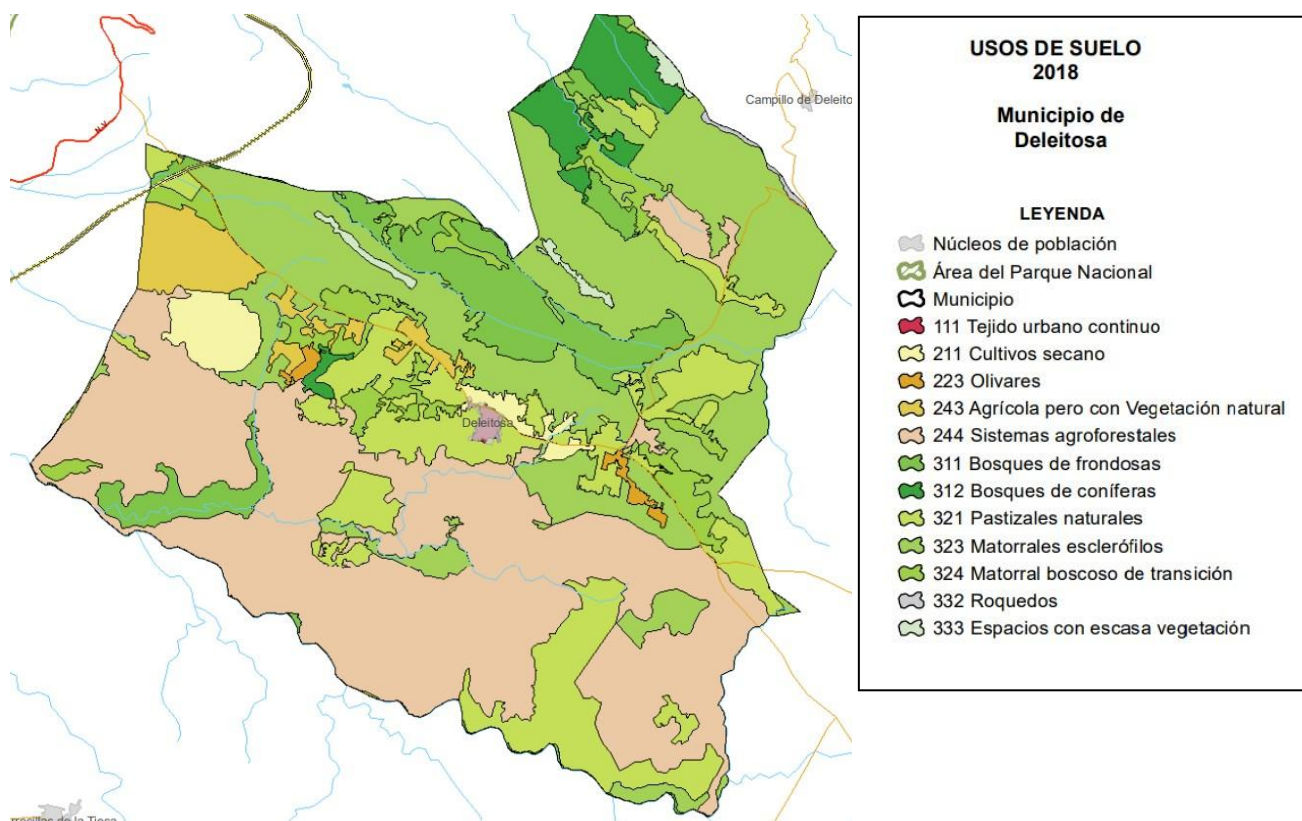 USOS DE SUELO
2018
Municipio de
Deleitosa
LEYENDA
Núcleos de población
Área del Parque Nacional
Municipio
111 Tejido urbano continuo
211 Cultivos secano
223 Olivares
243 Agrícola pero con Vegetación natural
244 Sistemas agroforestales
311 Bosques de frondosas
312 Bosques de coníferas
321 Pastizales naturales
323 Matorrales esclerófilos
324 Matorral boscoso de transición
332 Roquedos
333 Espacios con escasa vegetación
Campillo de Deleito
N-V
Deleitosa